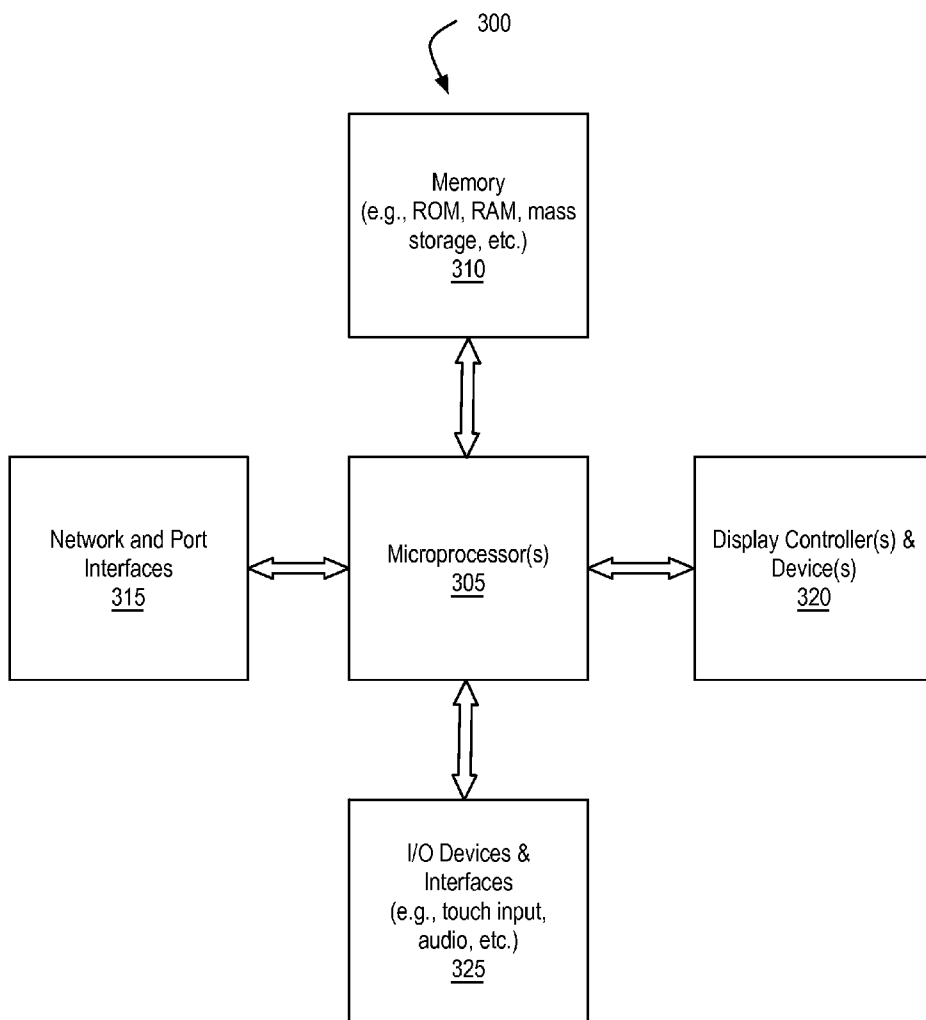 300
Memory
(e.g., ROM, RAM, mass
storage, etc.)
310
Network and Port
Interfaces
315
Microprocessor(s)
305
Display Controller(s) &
Device(s)
320
I/O Devices &
Interfaces
(e.g., touch input,
audio, etc.)
325